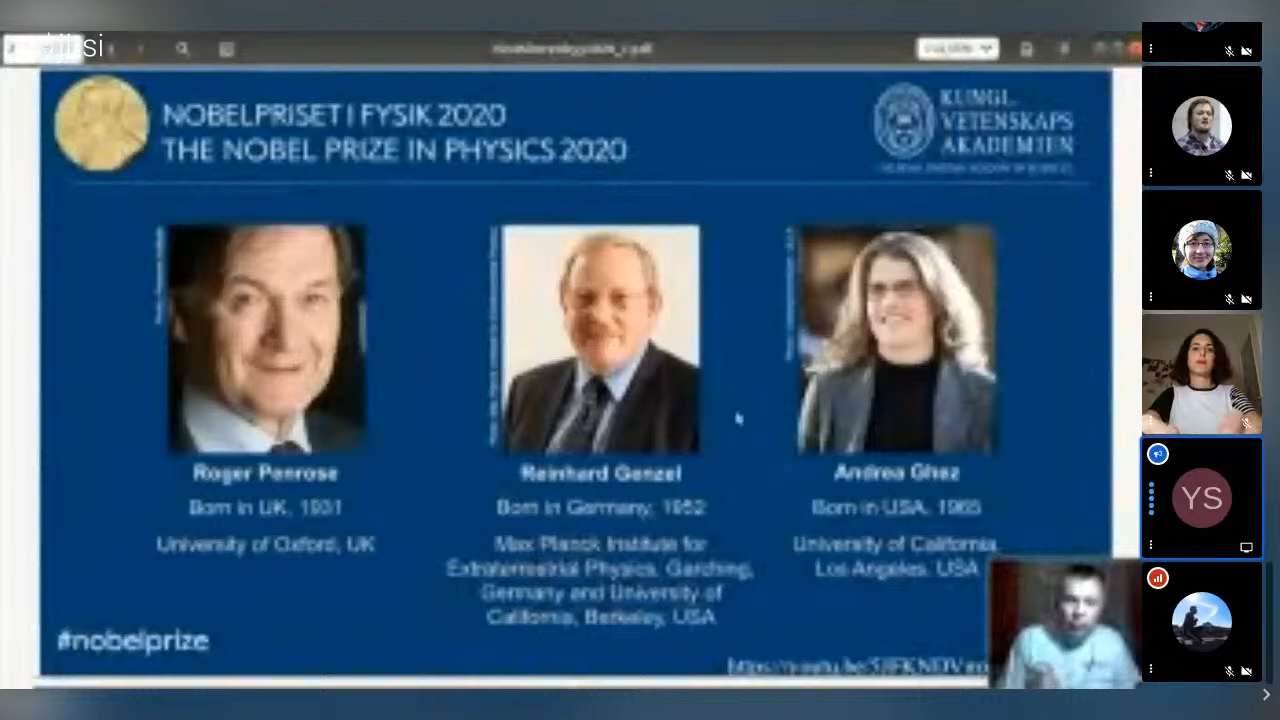 NOBELPRISET I FYSIK 2020
THE NOBEL PRIZE IN PHYSICS 2020
KUNGL.
VETENSKAPS
AKADEMIEN
Roger Penrose
Born in UK, 1931
University of Oxford, UK
Reinhard Genzel
Born in Germany, 1952
Max Planck Institute for
Extraterrestrial Physics, Garching,
Germany and University of
California, Berkeley, USA
Andrea Ghez
Born in USA, 1965
University of California,
Los Angeles, USA
#nobelprize
YS